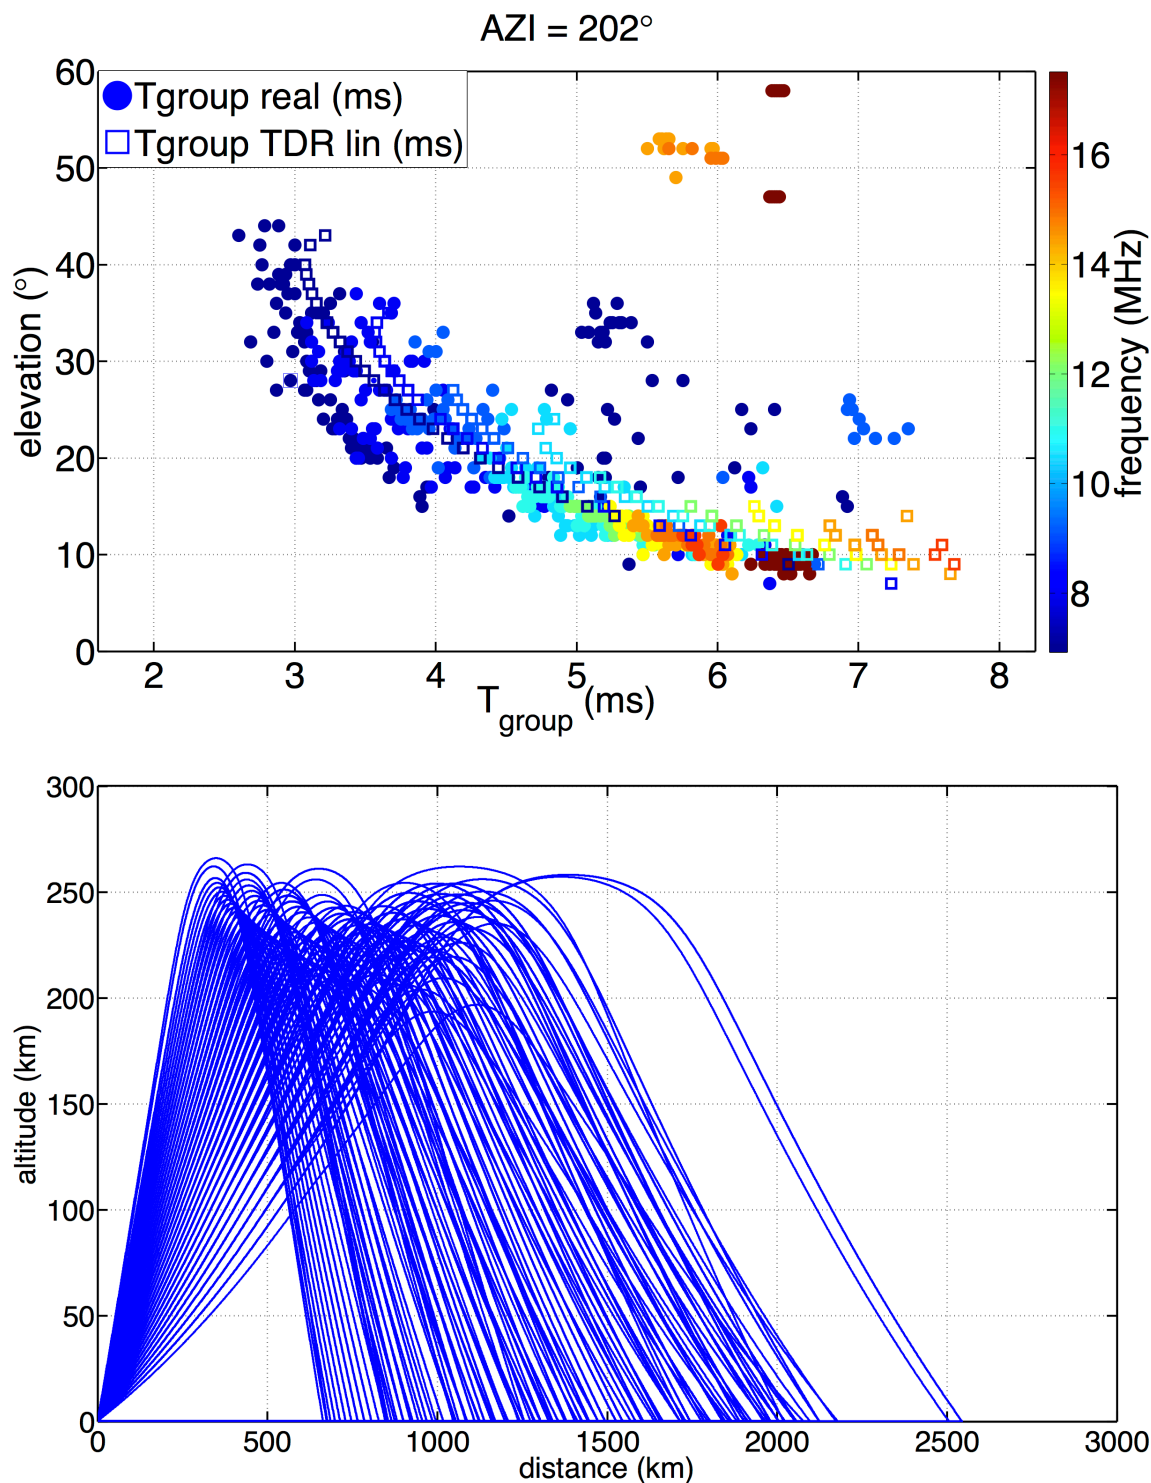 AZI = 202°
Tgroup real (ms)
Tgroup TDR lin (ms)
60
50
40
30
20
10
0
elevation (°)
2 3 4 5 6 7 8
Tgroup (ms)
16
14
12
10
8
frequency (MHz)
300
250
200
150
100
50
0
altitude (km)
0 500 1000 1500 2000 2500 3000
distance (km)